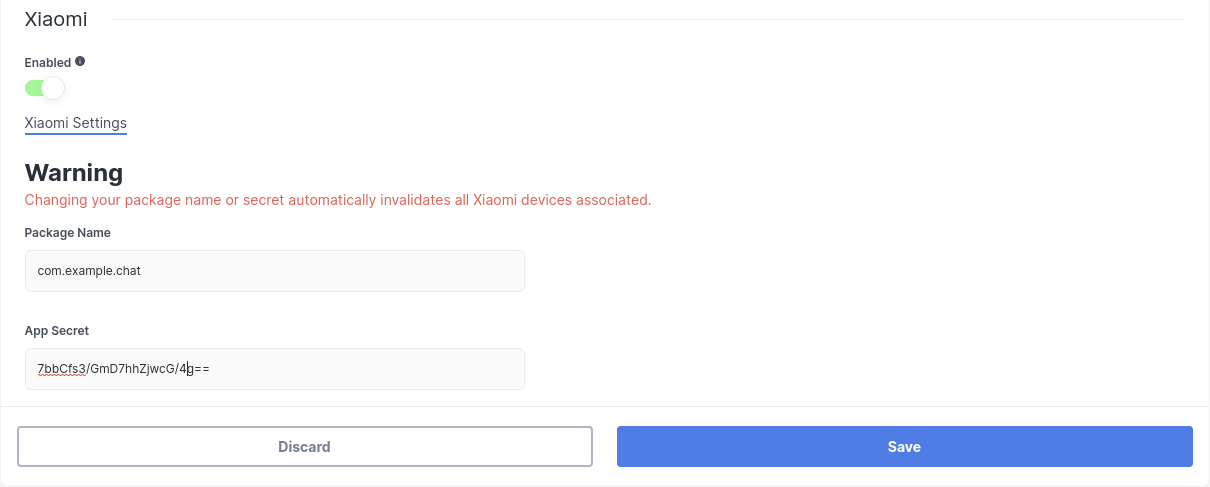 Xiaomi
Enabled
Xiaomi Settings
Warning
Changing your package name or secret automatically invalidates all Xiaomi devices associated.
Package Name
com.example.chat
App Secret
7bbCfs3/GmD7hhZjwcG/4g==
Discard
Save